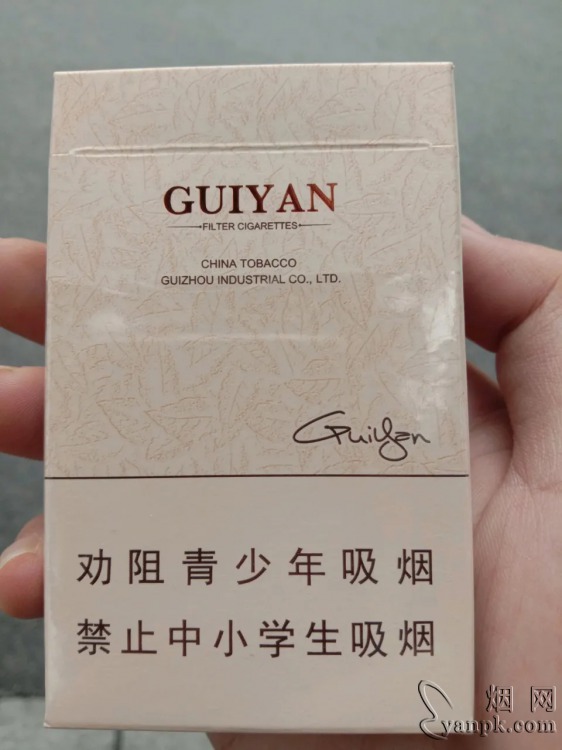 GUIYAN
FILTER CIGARETTES
CHINA TOBACCO
GUIZHOU INDUSTRIAL CO., LTD.
GuiYan
劝阻青少年吸烟
禁止中小学生吸烟
烟网
yanpk.com